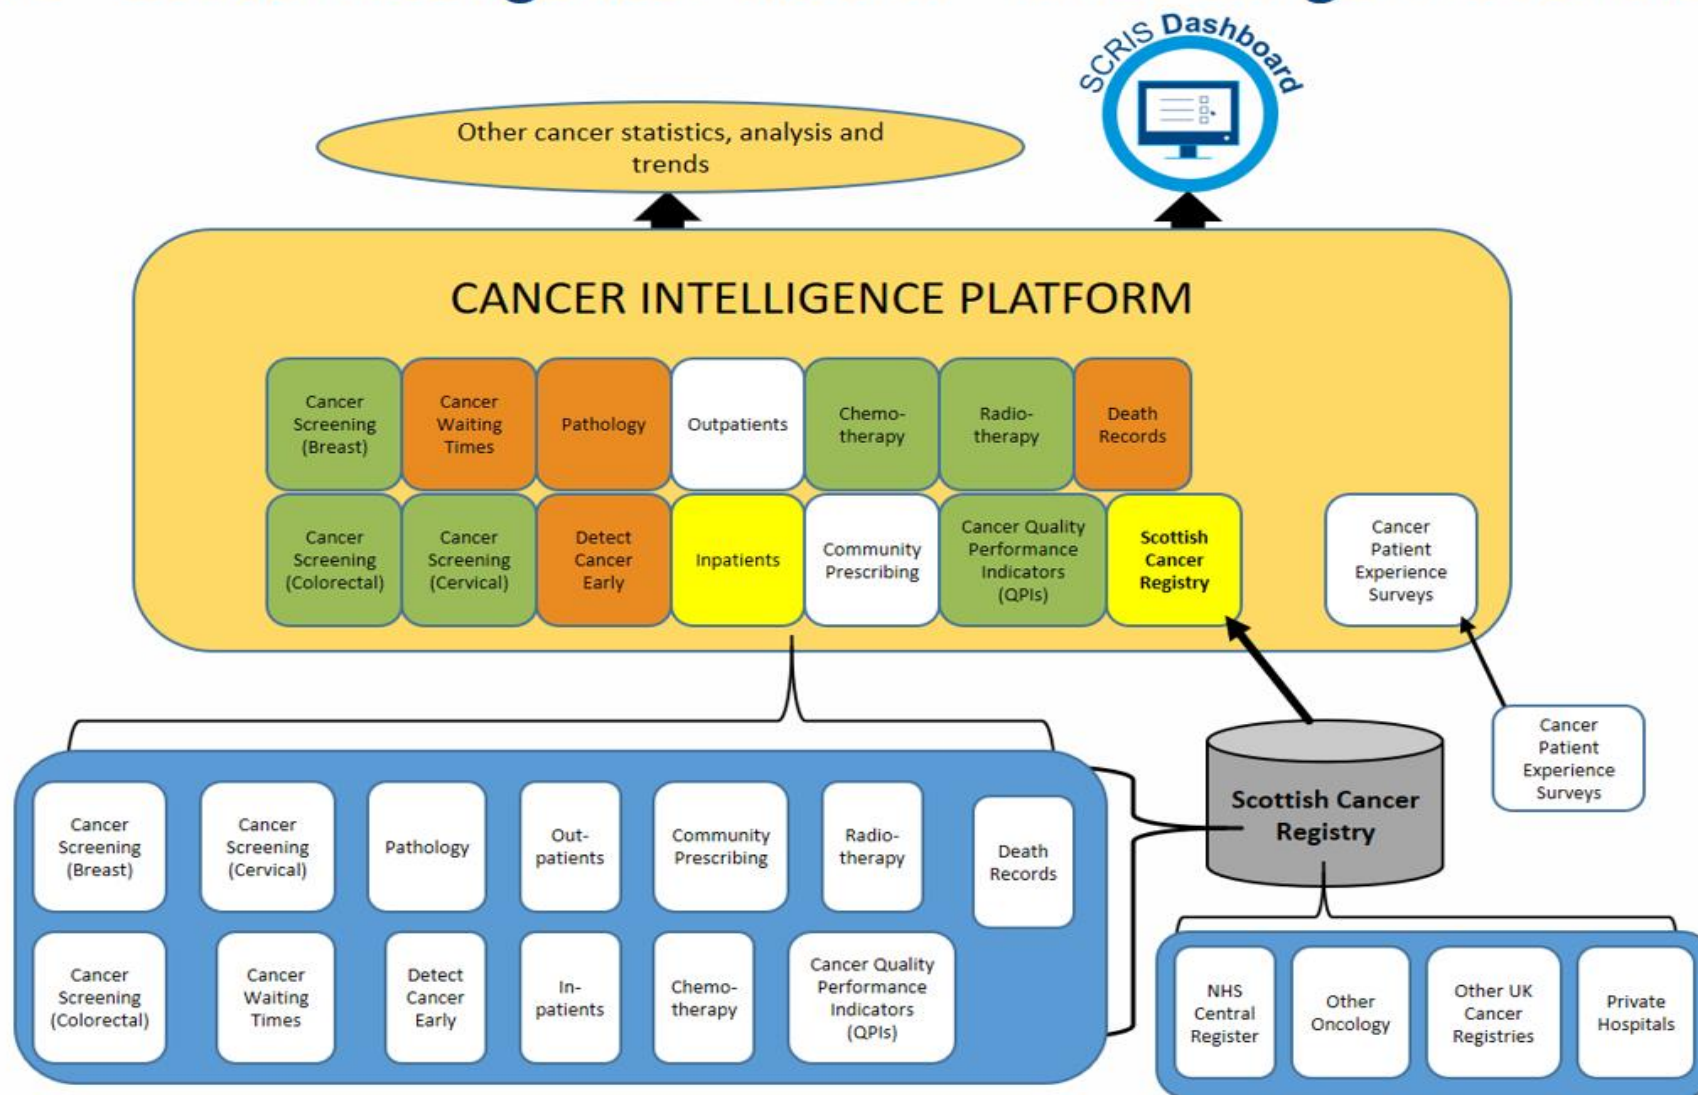 SCRIS Dashboard
Other cancer statistics, analysis and
trends
CANCER INTELLIGENCE PLATFORM
Cancer
Screening
(Breast)
Cancer
Waiting
Times
Pathology
Outpatients
Chemo-
therapy
Radio-
therapy
Death
Records
Cancer
Screening
(Colorectal)
Cancer
Screening
(Cervical)
Detect
Cancer
Early
Inpatients
Community
Prescribing
Cancer Quality
Performance
Indicators
(QPIs)
Scottish
Cancer
Registry
Cancer
Patient
Experience
Surveys
Cancer
Patient
Experience
Surveys
Scottish Cancer
Registry
Cancer
Screening
(Breast)
Cancer
Screening
(Cervical)
Pathology
Out-
patients
Community
Prescribing
Radio-
therapy
Death
Records
Cancer
Screening
(Colorectal)
Cancer
Waiting
Times
Detect
Cancer
Early
In-
patients
Chemo-
therapy
Cancer Quality
Performance
Indicators
(QPIs)
NHS
Central
Register
Other
Oncology
Other UK
Cancer
Registries
Private
Hospitals